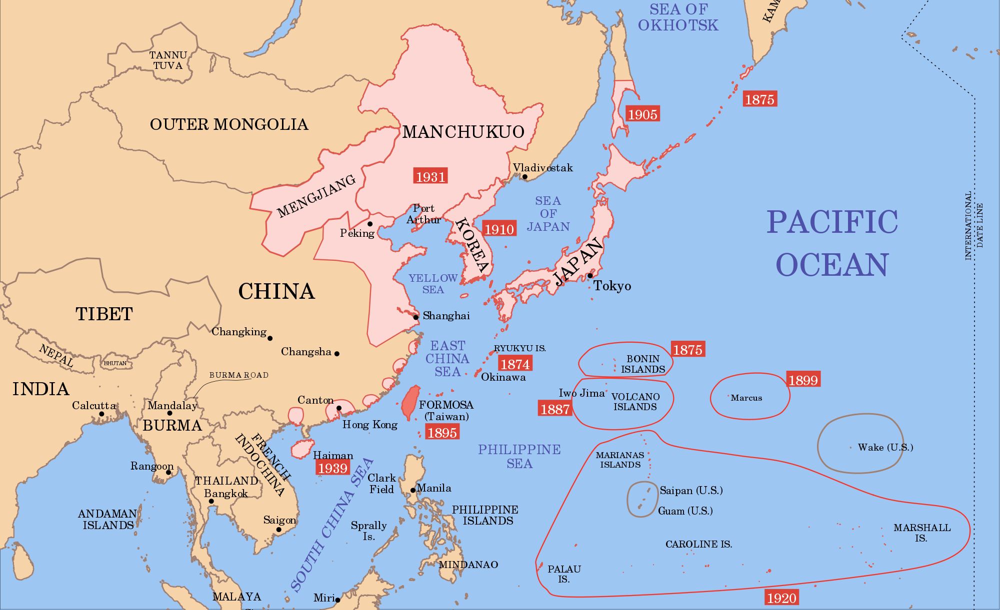 SEA OF
OKHOTSK
KAM
TANNU
TUVA
1875
1905
OUTER MONGOLIA
MANCHUKUO
Vladivostak
1931
MENGJIANG
SEA
OF
JAPAN
INTERNATIONAL
DATE LINE
Port
Arthur
PACIFIC
OCEAN
Peking
KOREA
1910
JAPAN
Tokyo
YELLOW
SEA
CHINA
TIBET
Shanghai
Changking
Changsha
NEPAL
BHUTAN
EAST
CHINA
SEA
RYUKYU IS.
1874
Okinawa
BONIN
ISLANDS
1875
BURMA ROAD
INDIA
1899
Marcus
Iwo Jima
VOLCANO
ISLANDS
1887
Calcutta
Mandalay
BURMA
Canton
Hong Kong
FORMOSA
(Taiwan)
1895
FRENCH
INDOCHINA
Haiman
1939
PHILIPPINE
SEA
Wake (U.S.)
MARIANAS
ISLANDS
Rangoon
THAILAND
Bangkok
Clark
Field
Manila
Saipan (U.S.)
Guam (U.S.)
ANDAMAN
ISLANDS
Saigon
SOUTH CHINA SEA
Sprally
Is.
PHILIPPINE
ISLANDS
MARSHALL
IS.
CAROLINE IS.
MINDANAO
PALAU
IS.
MALAYA
Miri
1920